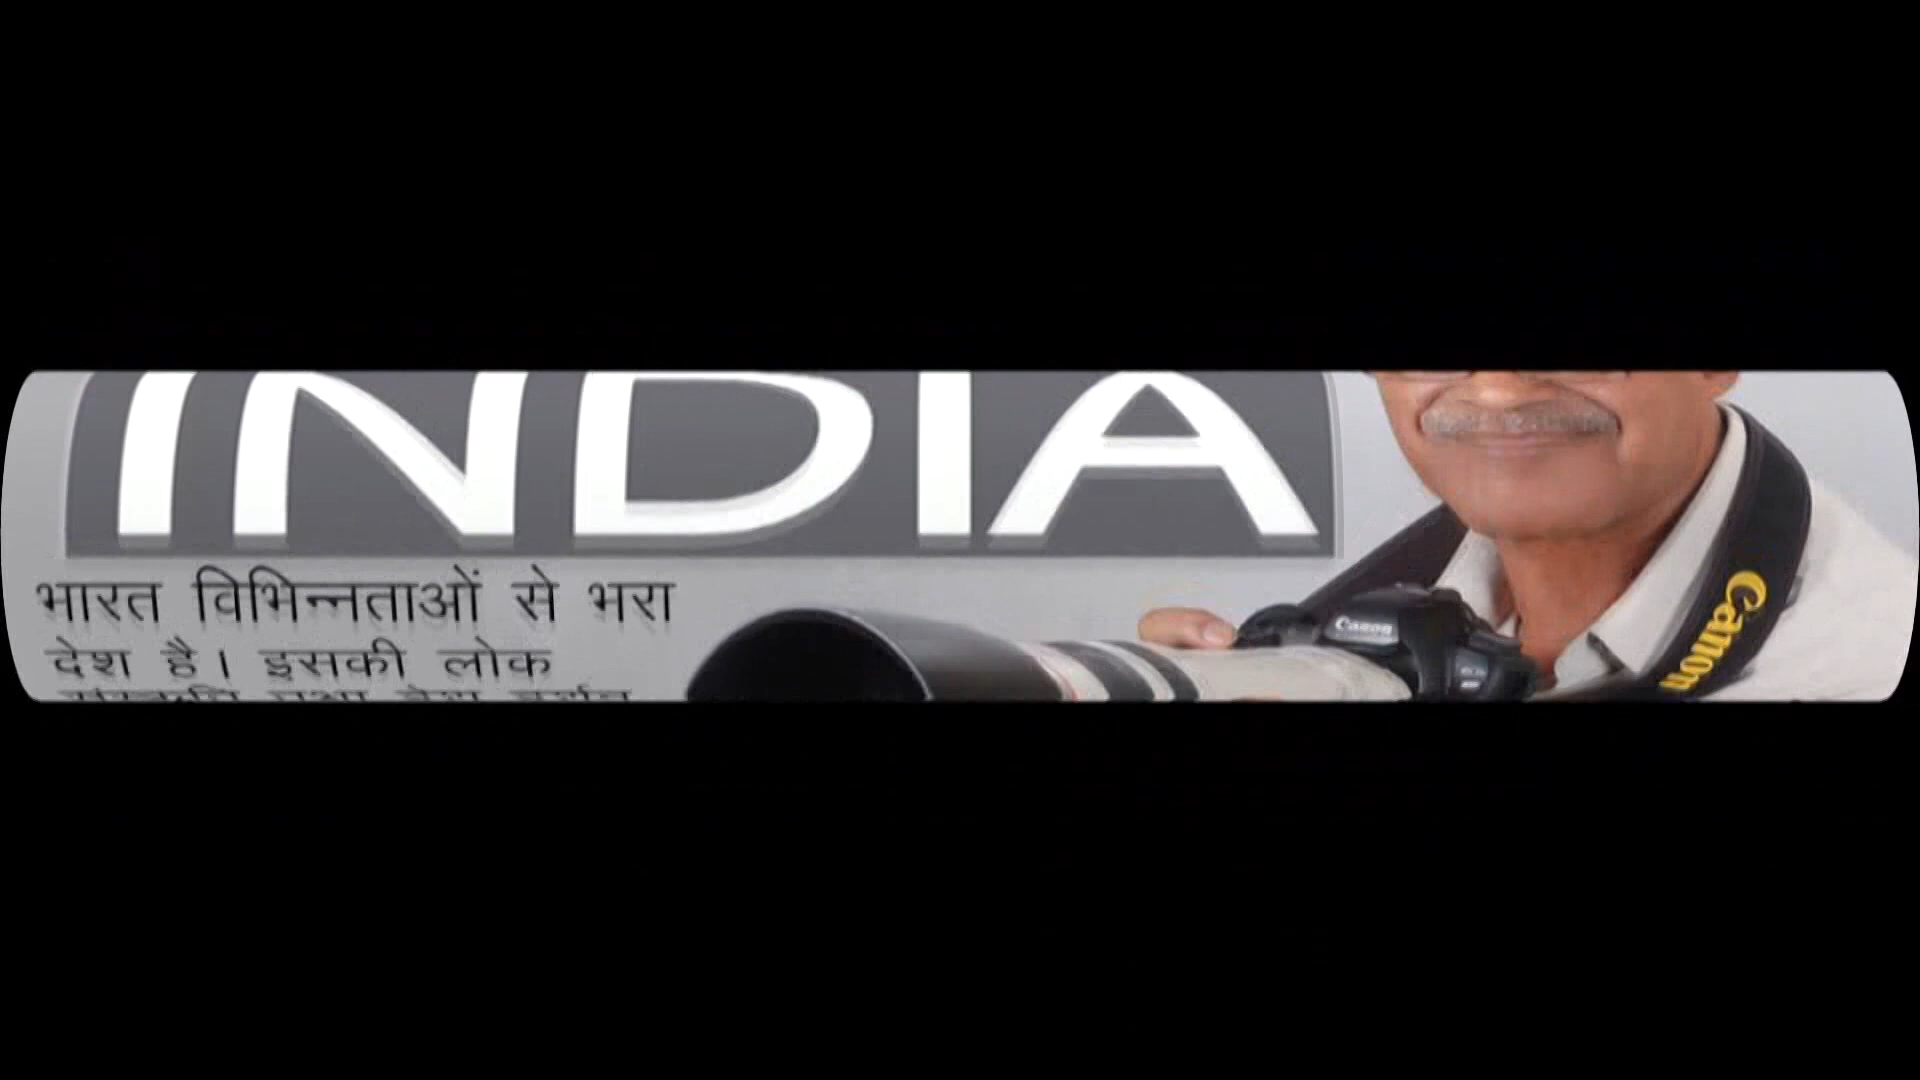 INDIA
भारत विभिन्नताओं से भरा
देश है। इसकी लोक
Canon
Canon